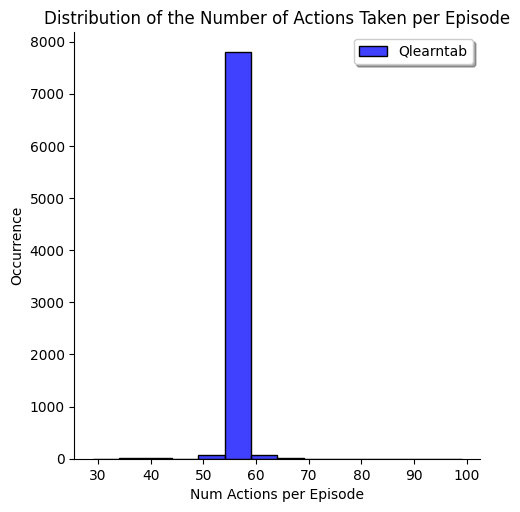 Distribution of the Number of Actions Taken per Episode
Qlearntab
8000
7000
6000
5000
4000
3000
2000
1000
0
Occurrence
30 40 50 60 70 80 90 100
Num Actions per Episode